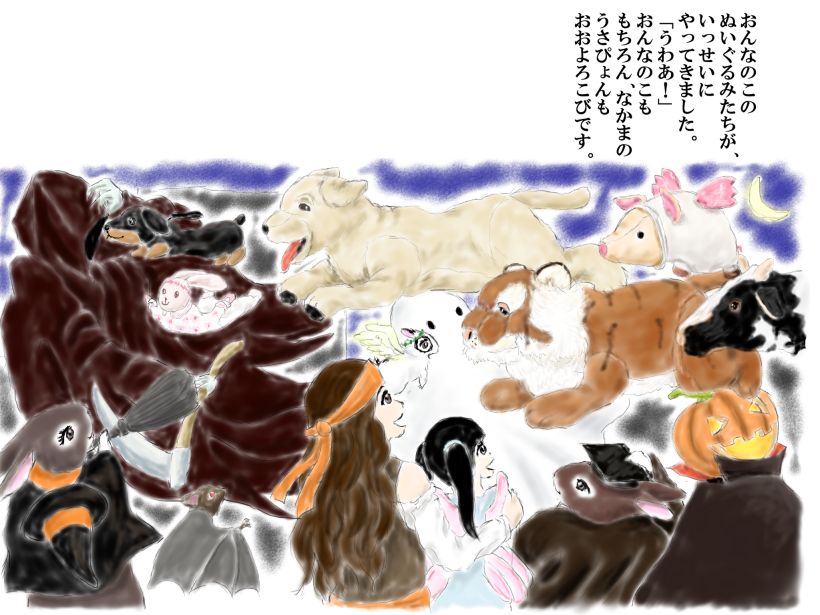 おんなのこの
ぬいぐるみたちが、
いっせいに
やってきました。
「うわあ！」
おんなのこも
もちろん、なかまの
うさぴょんも
おおよろこびです。